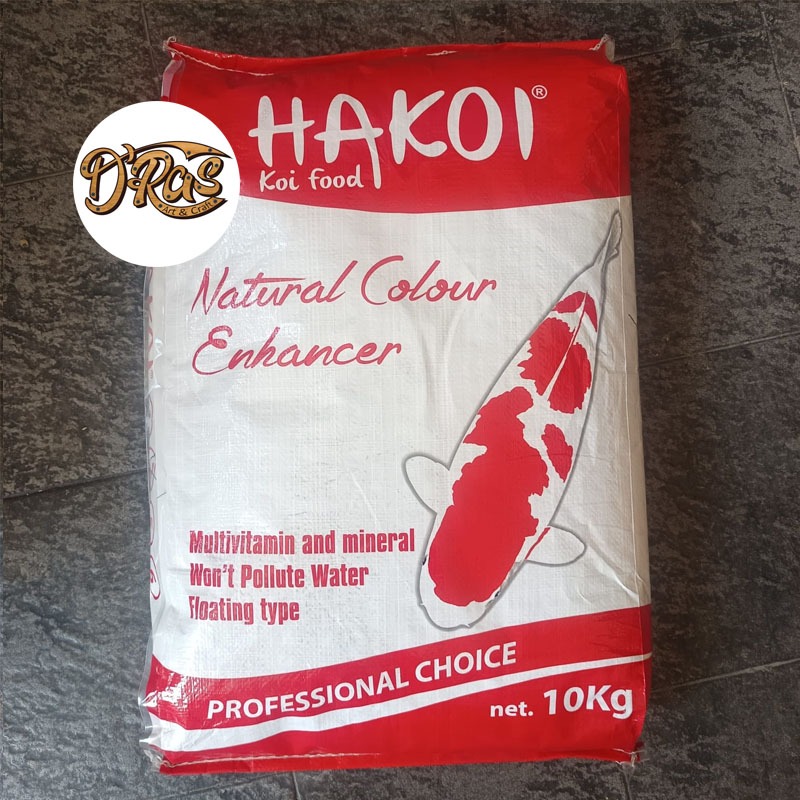 HAKOI®
Koi food
D'Ras
Art & Craft
Natural Colour
Enhancer
Multivitamin and mineral
Won't Pollute Water
Floating type
PROFESSIONAL CHOICE
net. 10Kg